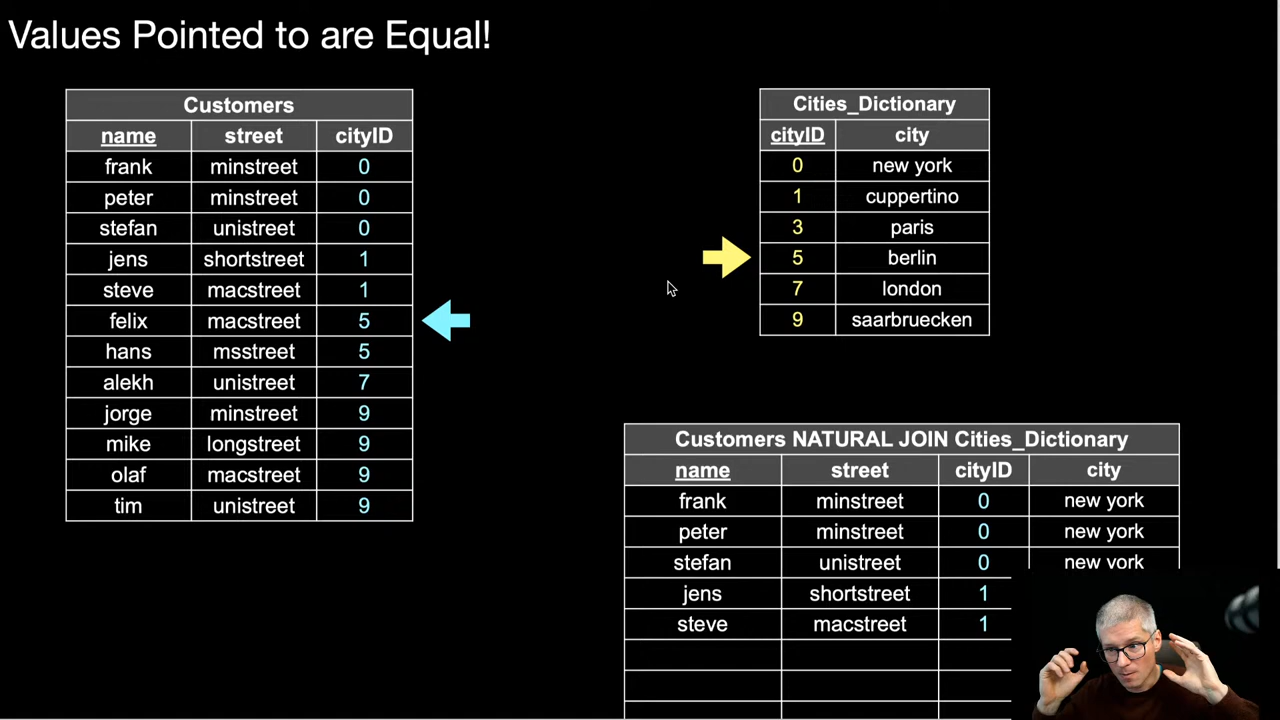 Values Pointed to are Equal!
Customers
name street cityID
frank minstreet 0
peter minstreet 0
stefan unistreet 0
jens shortstreet 1
steve macstreet 1
felix macstreet 5
hans msstreet 5
alekh unistreet 7
jorge minstreet 9
mike longstreet 9
olaf macstreet 9
tim unistreet 9
Cities_Dictionary
cityID city
0 new york
1 cuppertino
3 paris
5 berlin
7 london
9 saarbruecken
Customers NATURAL JOIN Cities_Dictionary
name street cityID city
frank minstreet 0 new york
peter minstreet 0 new york
stefan unistreet 0 new york
jens shortstreet 1
steve macstreet 1